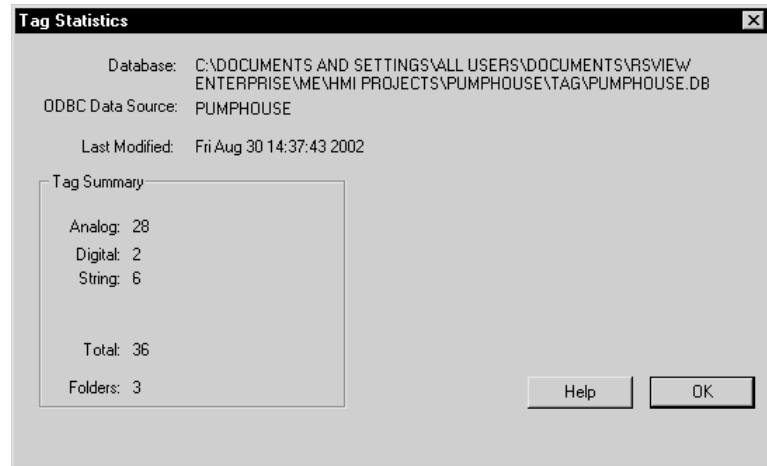 Tag Statistics
Database: C:\DOCUMENTS AND SETTINGS\ALL USERS\DOCUMENTS\RSVIEW
ENTERPRISE\ME\HMI PROJECTS\PUMPHOUSE\TAG\PUMPHOUSE.DB
ODBC Data Source: PUMPHOUSE
Last Modified: Fri Aug 30 14:37:43 2002
Tag Summary
Analog: 28
Digital: 2
String: 6
Total: 36
Folders: 3
Help OK